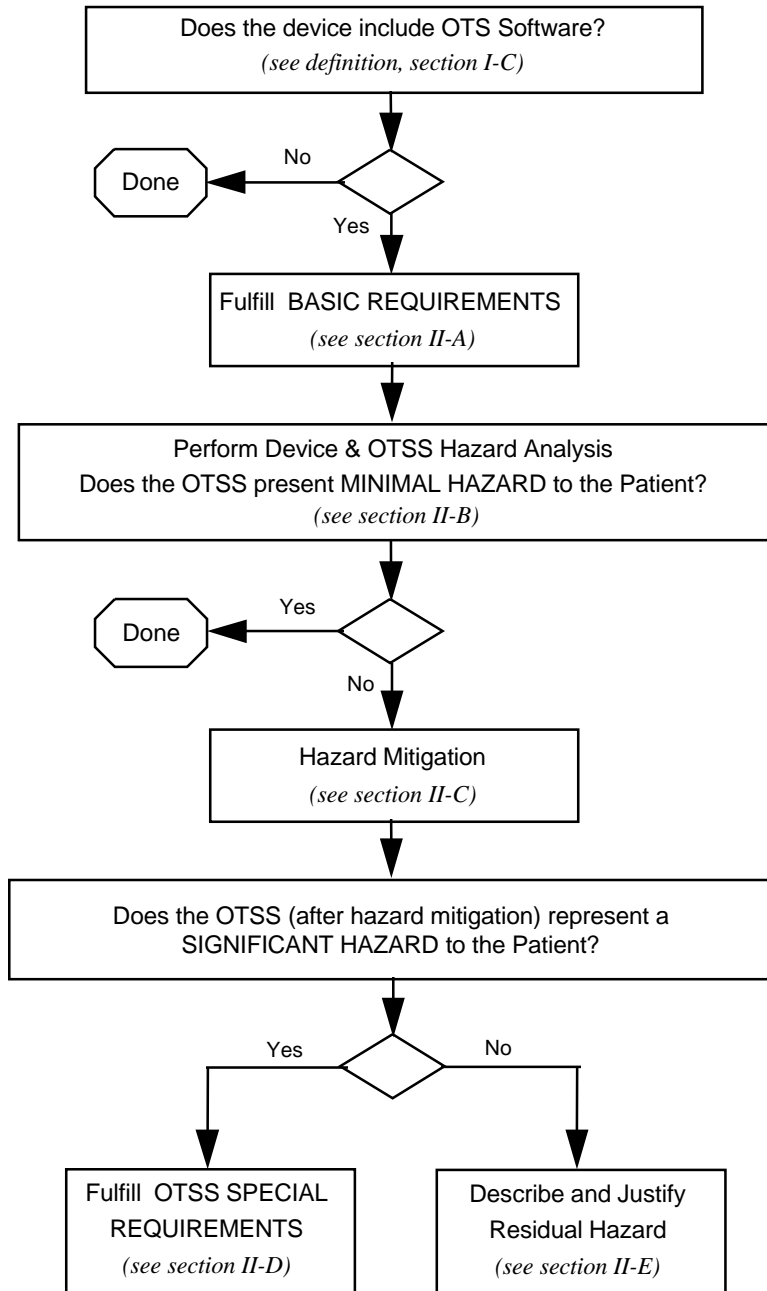 Does the device include OTS Software?
(see definition, section I-C)
No
Done
Yes
Fulfill BASIC REQUIREMENTS
(see section II-A)
Perform Device & OTSS Hazard Analysis
Does the OTSS present MINIMAL HAZARD to the Patient?
(see section II-B)
Yes
Done
No
Hazard Mitigation
(see section II-C)
Does the OTSS (after hazard mitigation) represent a
SIGNIFICANT HAZARD to the Patient?
Yes
No
Fulfill OTSS SPECIAL
REQUIREMENTS
(see section II-D)
Describe and Justify
Residual Hazard
(see section II-E)